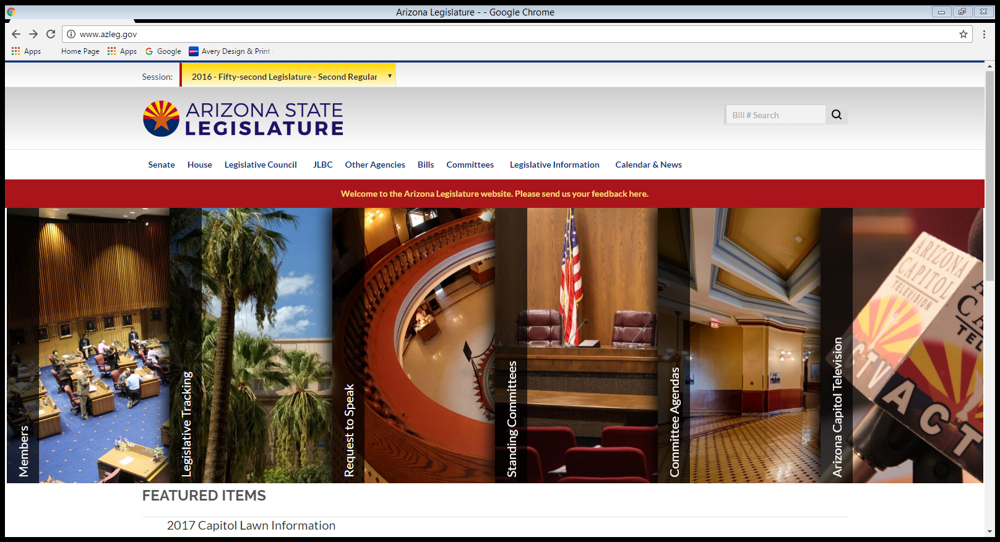 Arizona Legislature - - Google Chrome
www.azleg.gov
Apps Home Page Apps Google AVERY Avery Design & Print
Session: 2016 - Fifty-second Legislature - Second Regular
ARIZONA STATE
LEGISLATURE
Bill # Search
Senate House Legislative Council JLBC Other Agencies Bills Committees Legislative Information Calendar & News
Welcome to the Arizona Legislature website. Please send us your feedback here.
Members
Legislative Tracking
Request to Speak
Standing Committees
Committee Agendas
Arizona Capitol Television
ARIZONA
CAPITOL
TELEVISION
ACT
FEATURED ITEMS
2017 Capitol Lawn Information